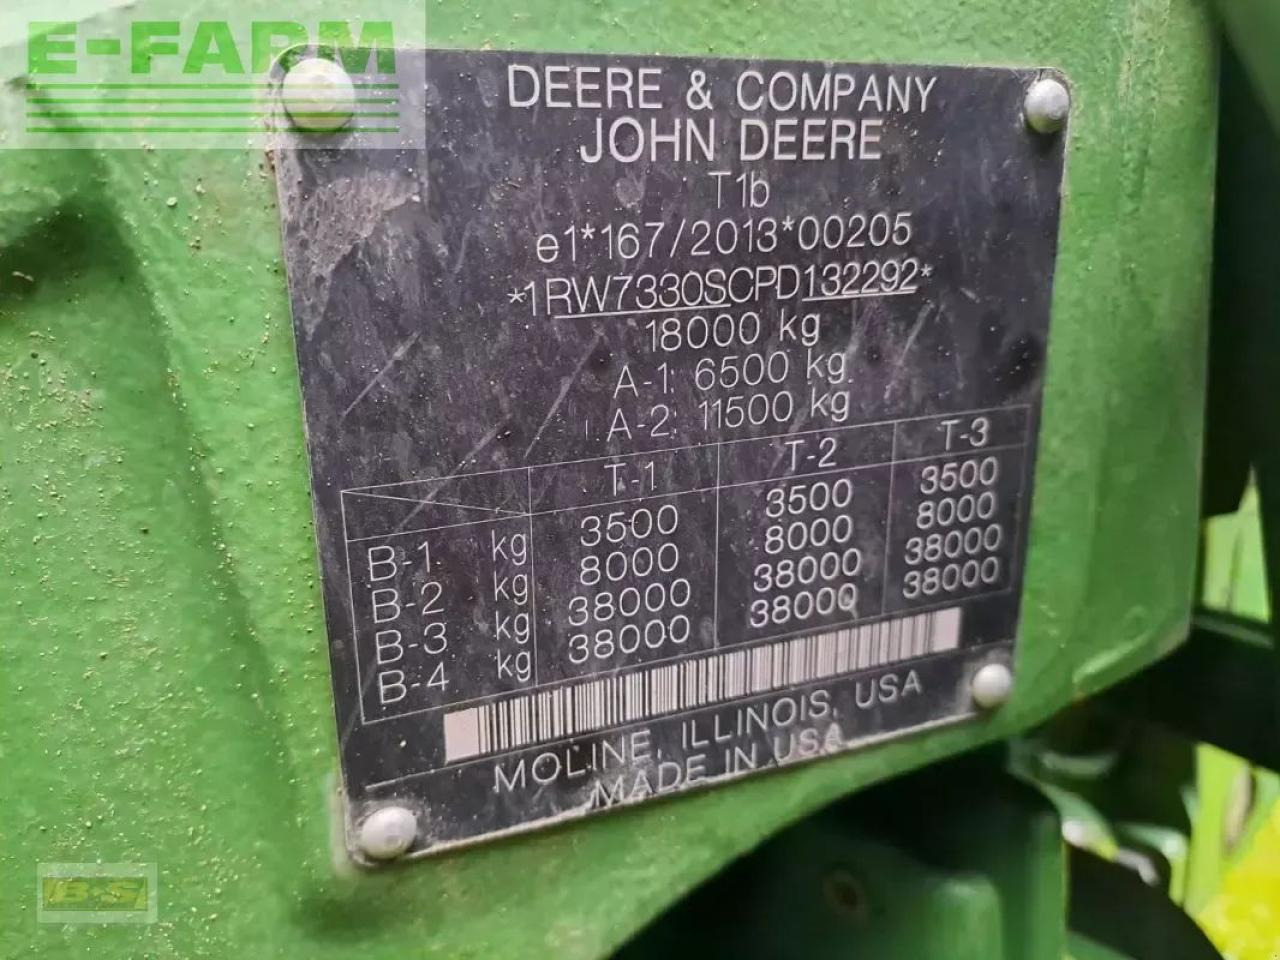 E-FARM
DEERE & COMPANY
JOHN DEERE
T1b
e1*167/2013*00205
*1RW7330SCPD132292*
18000 kg
A-1: 6500 kg
A-2: 11500 kg
T-1 T-2 T-3
B-1 kg 3500 3500 3500
B-2 kg 8000 8000 8000
B-3 kg 38000 38000 38000
B-4 kg 38000 38000 38000
MOLINE, ILLINOIS, USA
MADE IN USA
B+S